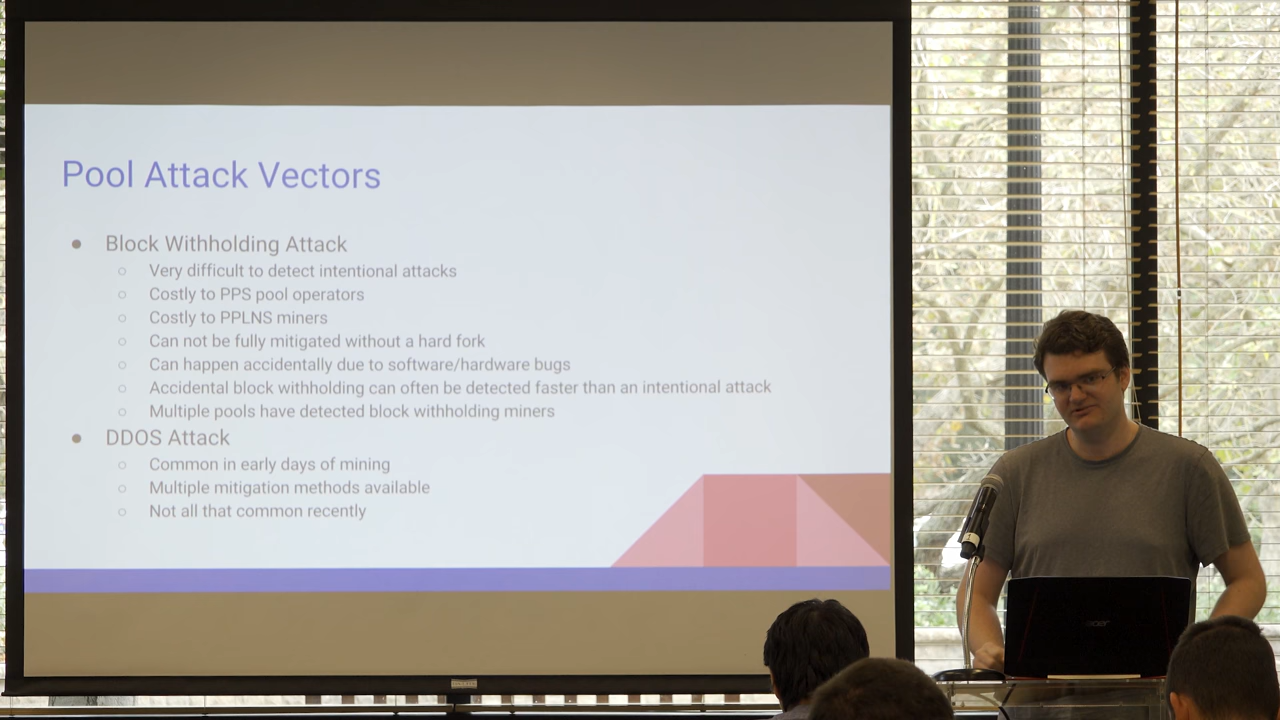 Pool Attack Vectors
● Block Withholding Attack
○ Very difficult to detect intentional attacks
○ Costly to PPS pool operators
○ Costly to PPLNS miners
○ Can not be fully mitigated without a hard fork
○ Can happen accidentally due to software/hardware bugs
○ Accidental block withholding can often be detected faster than an intentional attack
○ Multiple pools have detected block withholding miners
● DDOS Attack
○ Common in early days of mining
○ Multiple mitigation methods available
○ Not all that common recently
acer